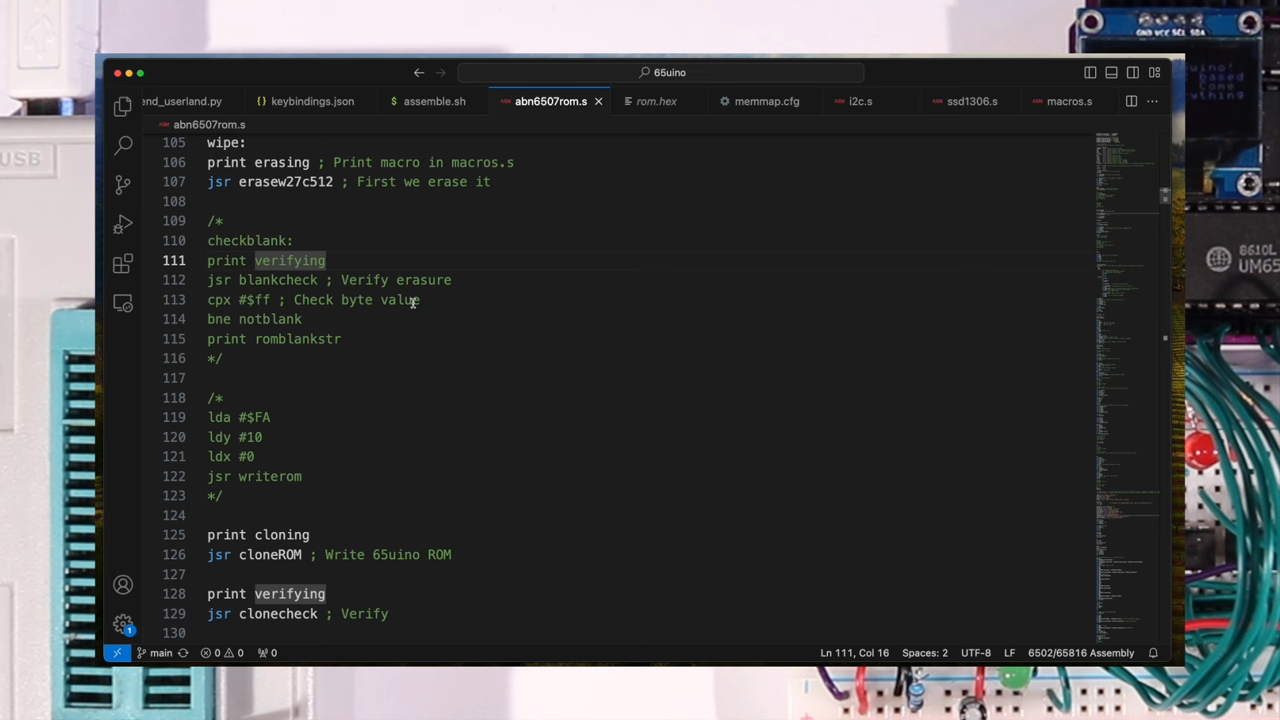 GND VCC SCL SDA
USB
65uino
end_userland.py
keybindings.json
assemble.sh
abn6507rom.s
rom.hex
memmap.cfg
i2c.s
ssd1306.s
macros.s
abn6507rom.s
105 wipe:
106 print erasing ; Print macro in macros.s
107 jsr erasew27c512 ; First we erase it
108
109 /*
110 checkblank:
111 print verifying
112 jsr blankcheck ; Verify erasure
113 cpx #$ff ; Check byte value
114 bne notblank
115 print romblankstr
116 */
117
118 /*
119 lda #$FA
120 ldy #10
121 ldx #0
122 jsr writerom
123 */
124
125 print cloning
126 jsr cloneROM ; Write 65uino ROM
127
128 print verifying
129 jsr clonecheck ; Verify
130
8610L
UM65
1
main 0 0 0 Ln 111, Col 16 Spaces: 2 UTF-8 LF 6502/65816 Assembly